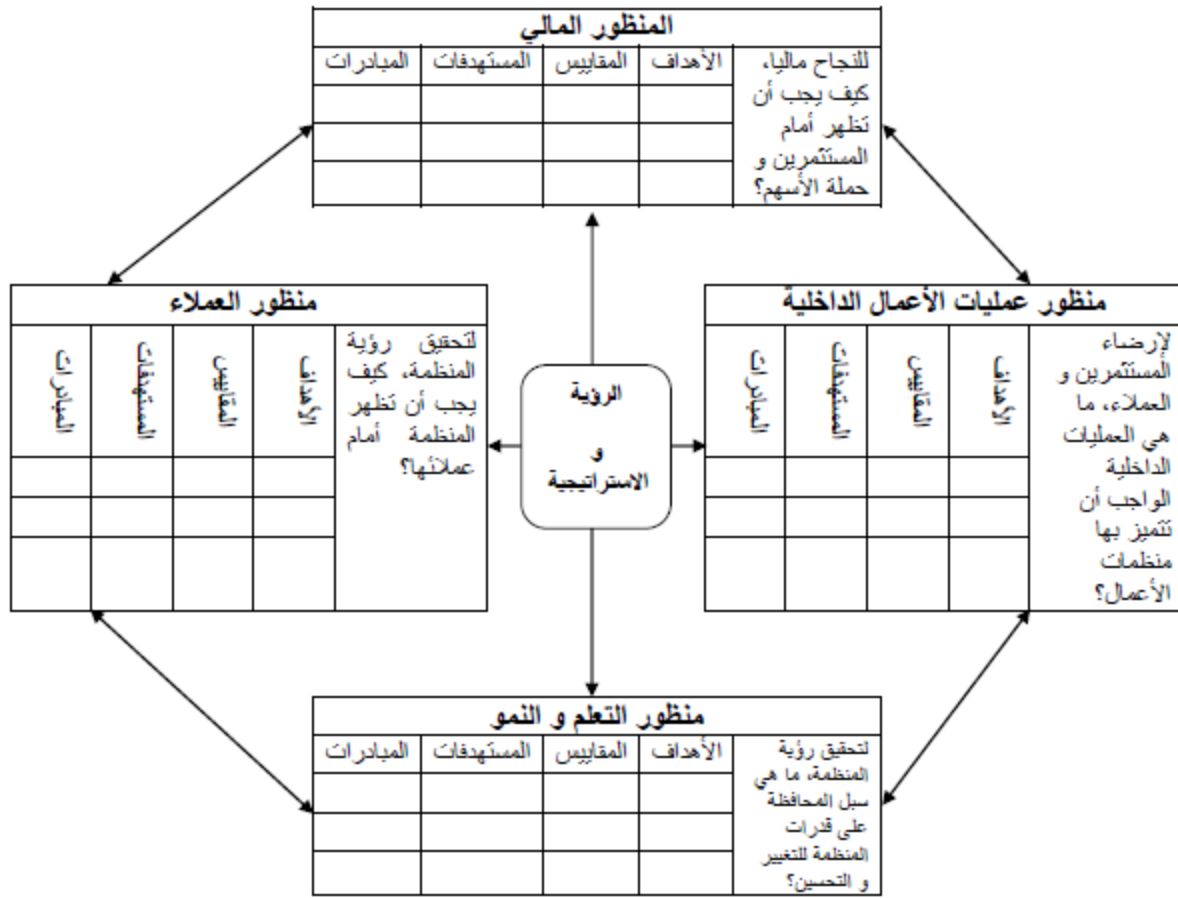 المنظور المالي
للنجاح ماليا،
كيف يجب أن
تظهر أمام
المستثمرين و
حملة الأسهم؟
الأهداف
المقاييس
المستهدفات
المبادرات
منظور عمليات الأعمال الداخلية
لإرضاء
المستثمرين و
العملاء، ما
هي العمليات
الداخلية
الواجب أن
تتميز بها
منظمات
الأعمال؟
الأهداف
المقاييس
المستهدفات
المبادرات
الرؤية
و
الاستراتيجية
منظور العملاء
لتحقيق رؤية
المنظمة، كيف
يجب أن تظهر
المنظمة أمام
عملائها؟
الأهداف
المقاييس
المستهدفات
المبادرات
منظور التعلم و النمو
لتحقيق رؤية
المنظمة، ما هي
سبل المحافظة
على قدرات
المنظمة للتغيير
و التحسين؟
الأهداف
المقاييس
المستهدفات
المبادرات